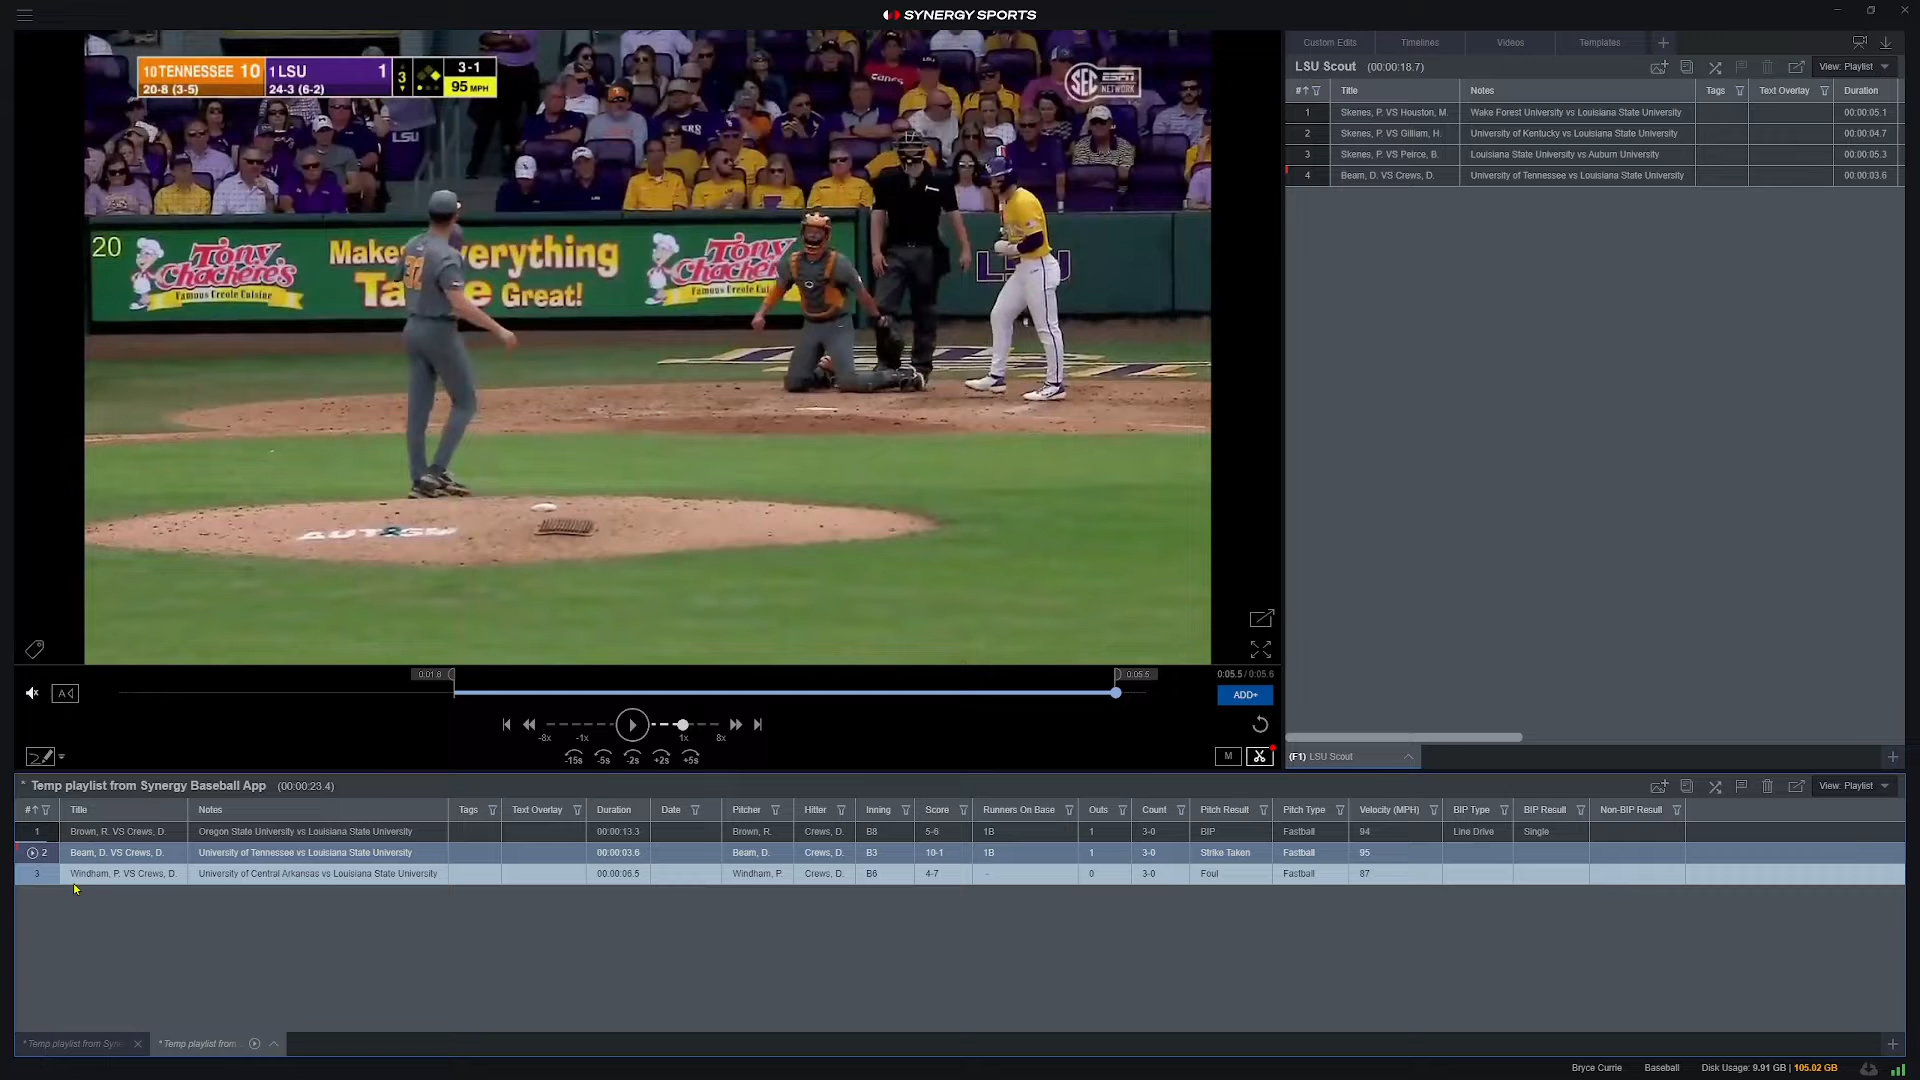 SYNERGY SPORTS
10 TENNESSEE 10
20-8 (3-5)
1 LSU 1
24-3 (6-2)
3
3-1
95 MPH
SEC ESPN NETWORK
20
Tony Chachere's
Famous Creole Cuisine
Makes Everything
Great!
Tony
Famous Creole Cuisine
LSU
Custom Edits
Timelines
Videos
Templates
LSU Scout (00:00:18.7)
View: Playlist
# Title Notes Tags Text Overlay Duration
1 Skenes, P. VS Houston, M. Wake Forest University vs Louisiana State University 00:00:05.1
2 Skenes, P. VS Gilliam, H. University of Kentucky vs Louisiana State University 00:00:04.7
3 Skenes, P. VS Peirce, B. Louisiana State University vs Auburn University 00:00:05.3
4 Beam, D. VS Crews, D. University of Tennessee vs Louisiana State University 00:00:03.6
0:01.8
0:05.5
0:05.5 / 0:05.6
ADD+
-8x -1x 1x 8x
-15s -5s -2s +2s +5s
M
(F1) LSU Scout
Temp playlist from Synergy Baseball App (00:00:23.4)
View: Playlist
# Title Notes Tags Text Overlay Duration Date Pitcher Hitter Inning Score Runners On Base Outs Count Pitch Result Pitch Type Velocity (MPH) BIP Type BIP Result Non-BIP Result
1 Brown, R. VS Crews, D. Oregon State University vs Louisiana State University 00:00:13.3 Brown, R. Crews, D. B8 5-6 1B 1 3-0 BIP Fastball 94 Line Drive Single
2 Beam, D. VS Crews, D. University of Tennessee vs Louisiana State University 00:00:03.6 Beam, D. Crews, D. B3 10-1 1B 1 3-0 Strike Taken Fastball 95
3 Windham, P. VS Crews, D. University of Central Arkansas vs Louisiana State University 00:00:06.5 Windham, P. Crews, D. B6 4-7 - 0 3-0 Foul Fastball 87
* Temp playlist from Syne
* Temp playlist from
Bryce Currie
Baseball
Disk Usage: 9.91 GB | 105.02 GB